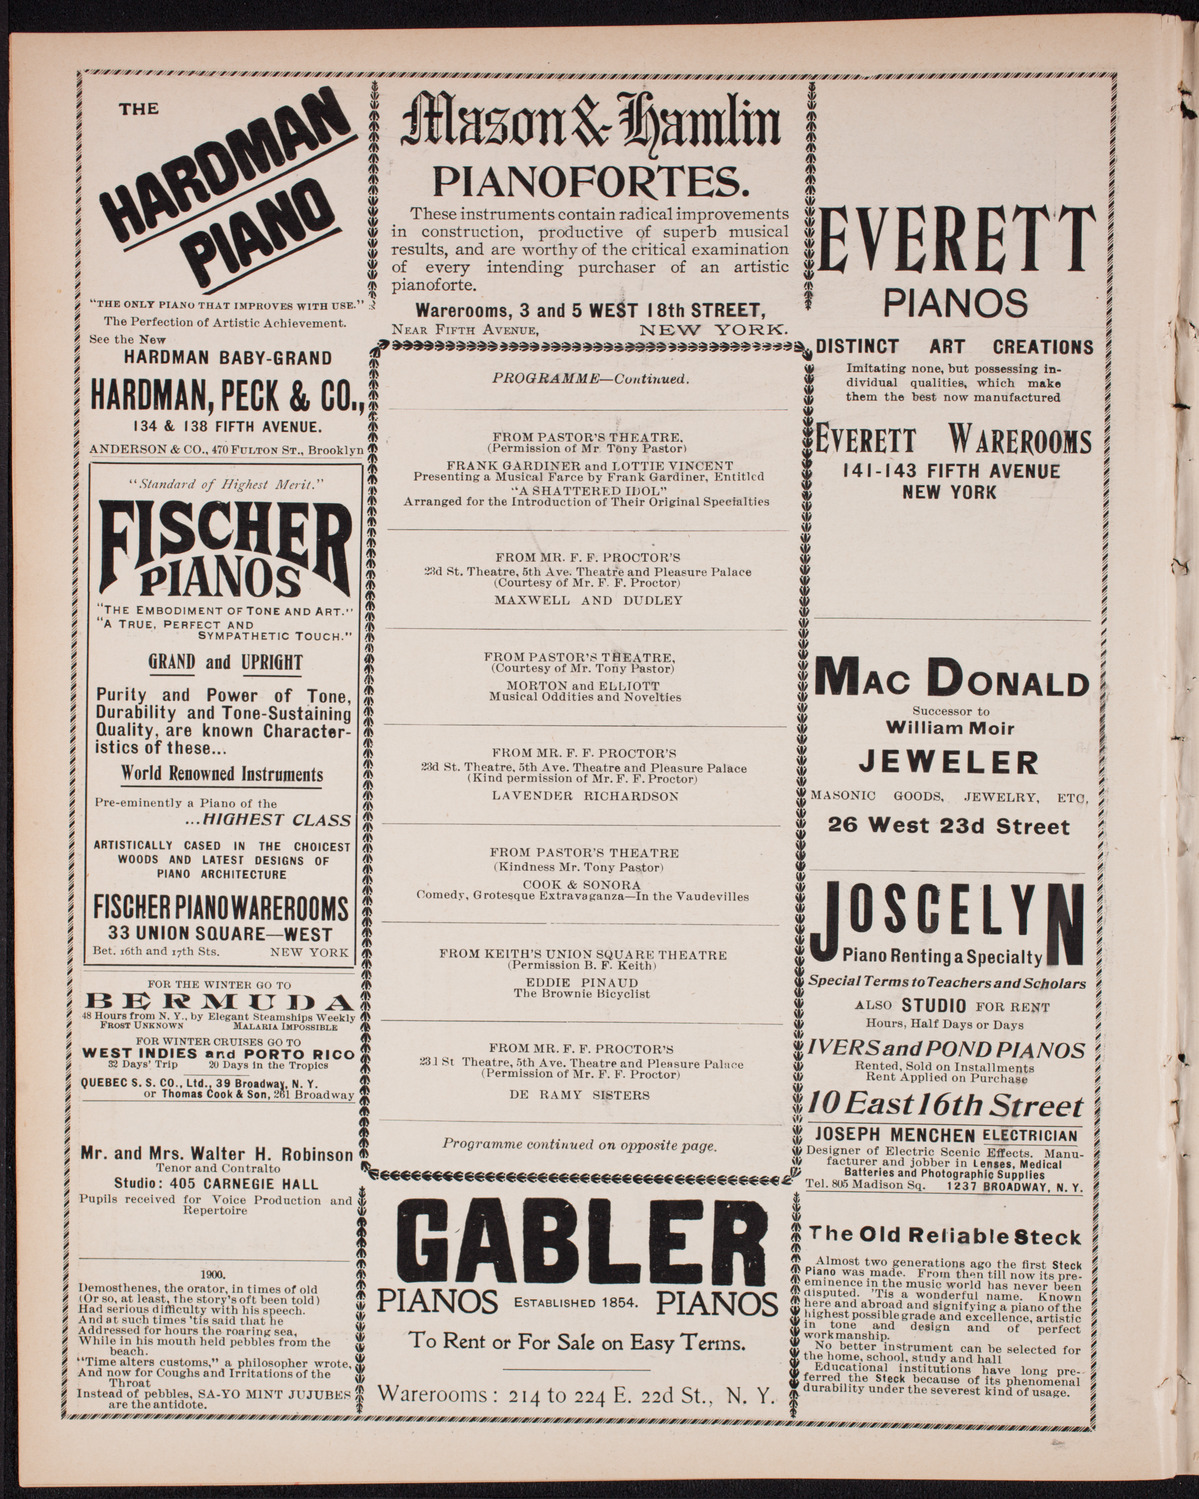 THE
HARDMAN
PIANO
"THE ONLY PIANO THAT IMPROVES WITH USE."
The Perfection of Artistic Achievement.
See the New
HARDMAN BABY-GRAND
HARDMAN, PECK & CO.,
134 & 138 FIFTH AVENUE.
ANDERSON & CO., 470 FULTON ST., Brooklyn
"Standard of Highest Merit."
FISCHER
PIANOS
"THE EMBODIMENT OF TONE AND ART."
"A TRUE, PERFECT AND
SYMPATHETIC TOUCH."
GRAND and UPRIGHT
Purity and Power of Tone,
Durability and Tone-Sustaining
Quality, are known Character-
istics of these...
World Renowned Instruments
Pre-eminently a Piano of the
...HIGHEST CLASS
ARTISTICALLY CASED IN THE CHOICEST
WOODS AND LATEST DESIGNS OF
PIANO ARCHITECTURE
FISCHER PIANO WAREROOMS
33 UNION SQUARE—WEST
Bet. 16th and 17th Sts. NEW YORK
FOR THE WINTER GO TO
BERMUDA
48 Hours from N. Y., by Elegant Steamships Weekly
FROST UNKNOWN MALARIA IMPOSSIBLE
FOR WINTER CRUISES GO TO
WEST INDIES and PORTO RICO
32 Days' Trip 20 Days in the Tropics
QUEBEC S. S. CO., Ltd., 39 Broadway, N. Y.
or Thomas Cook & Son, 261 Broadway
Mr. and Mrs. Walter H. Robinson
Tenor and Contralto
Studio: 405 CARNEGIE HALL
Pupils received for Voice Production and
Repertoire
1900.
Demosthenes, the orator, in times of old
(Or so, at least, the story's oft been told)
Had serious difficulty with his speech.
And at such times 'tis said that he
Addressed for hours the roaring sea,
While in his mouth held pebbles from the
beach.
"Time alters customs," a philosopher wrote,
And now for Coughs and Irritations of the
Throat
Instead of pebbles, SA-YO MINT JUJUBES
are the antidote.
Mason & Hamlin
PIANOFORTES.
These instruments contain radical improvements
in construction, productive of superb musical
results, and are worthy of the critical examination
of every intending purchaser of an artistic
pianoforte.
Warerooms, 3 and 5 WEST 18th STREET,
NEAR FIFTH AVENUE, NEW YORK.
PROGRAMME—Continued.
FROM PASTOR'S THEATRE,
(Permission of Mr. Tony Pastor)
FRANK GARDINER and LOTTIE VINCENT
Presenting a Musical Farce by Frank Gardiner, Entitled
"A SHATTERED IDOL"
Arranged for the Introduction of Their Original Specialties
FROM MR. F. F. PROCTOR'S
23d St. Theatre, 5th Ave. Theatre and Pleasure Palace
(Courtesy of Mr. F. F. Proctor)
MAXWELL AND DUDLEY
FROM PASTOR'S THEATRE,
(Courtesy of Mr. Tony Pastor)
MORTON and ELLIOTT
Musical Oddities and Novelties
FROM MR. F. F. PROCTOR'S
23d St. Theatre, 5th Ave. Theatre and Pleasure Palace
(Kind permission of Mr. F. F. Proctor)
LAVENDER RICHARDSON
FROM PASTOR'S THEATRE
(Kindness Mr. Tony Pastor)
COOK & SONORA
Comedy, Grotesque Extravaganza—In the Vaudevilles
FROM KEITH'S UNION SQUARE THEATRE
(Permission B. F. Keith)
EDDIE PINAUD
The Brownie Bicyclist
FROM MR. F. F. PROCTOR'S
23d St Theatre, 5th Ave. Theatre and Pleasure Palace
(Permission of Mr. F. F. Proctor)
DE RAMY SISTERS
Programme continued on opposite page.
GABLER
PIANOS ESTABLISHED 1854. PIANOS
To Rent or For Sale on Easy Terms.
Warerooms: 214 to 224 E. 22d St., N. Y.
EVERETT
PIANOS
DISTINCT ART CREATIONS
Imitating none, but possessing in-
dividual qualities, which make
them the best now manufactured
EVERETT WAREROOMS
141-143 FIFTH AVENUE
NEW YORK
MAC DONALD
Successor to
William Moir
JEWELER
MASONIC GOODS, JEWELRY, ETC,
26 West 23d Street
JOSCELYN
Piano Renting a Specialty
Special Terms to Teachers and Scholars
ALSO STUDIO FOR RENT
Hours, Half Days or Days
IVERS and POND PIANOS
Rented, Sold on Installments
Rent Applied on Purchase
10 East 16th Street
JOSEPH MENCHEN ELECTRICIAN
Designer of Electric Scenic Effects. Manu-
facturer and jobber in Lenses, Medical
Batteries and Photographic Supplies
Tel. 805 Madison Sq. 1237 BROADWAY, N. Y.
The Old Reliable Steck
Almost two generations ago the first Steck
Piano was made. From then till now its pre-
eminence in the music world has never been
disputed. 'Tis a wonderful name. Known
here and abroad and signifying a piano of the
highest possible grade and excellence, artistic
in tone and design and of perfect
workmanship.
No better instrument can be selected for
the home, school, study and hall
Educational institutions have long pre-
ferred the Steck because of its phenomenal
durability under the severest kind of usage.